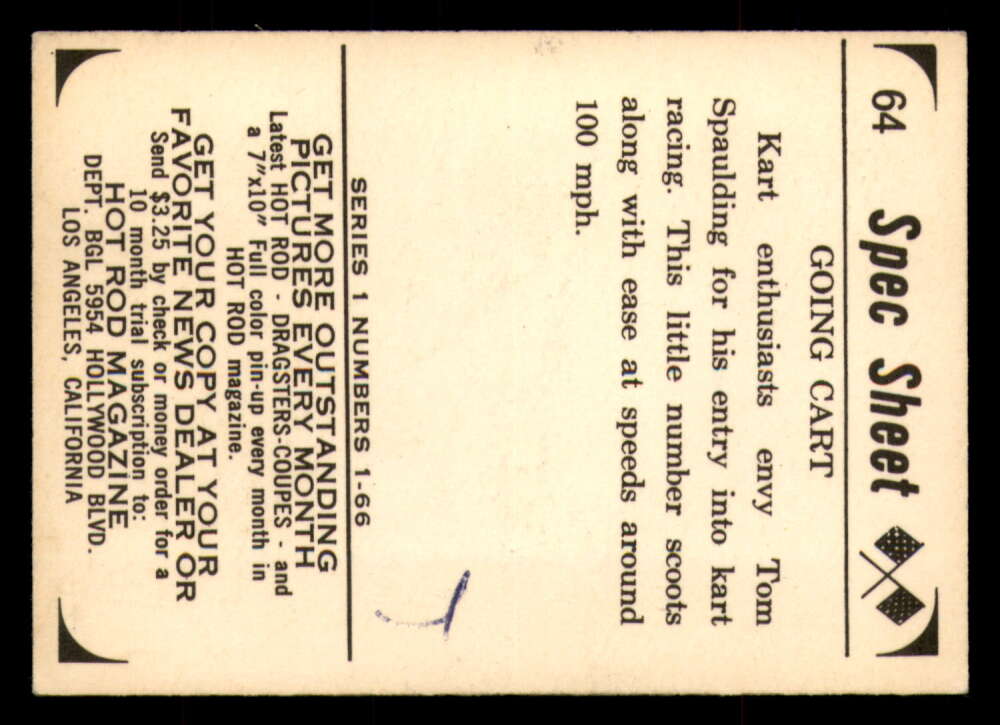 64 Spec Sheet
GOING CART
Kart enthusiasts envy Tom
Spaulding for his entry into kart
racing. This little number scoots
along with ease at speeds around
100 mph.
SERIES 1 NUMBERS 1-66
GET MORE OUTSTANDING
PICTURES EVERY MONTH
Latest HOT ROD - DRAGSTERS-COUPES - and
a 7"x10" Full color pin-up every month in
HOT ROD magazine.
GET YOUR COPY AT YOUR
FAVORITE NEWS DEALER OR
Send $3.25 by check or money order for a
10 month trial subscription to:
HOT ROD MAGAZINE
DEPT. BGL 5954 HOLLYWOOD BLVD.
LOS ANGELES, CALIFORNIA